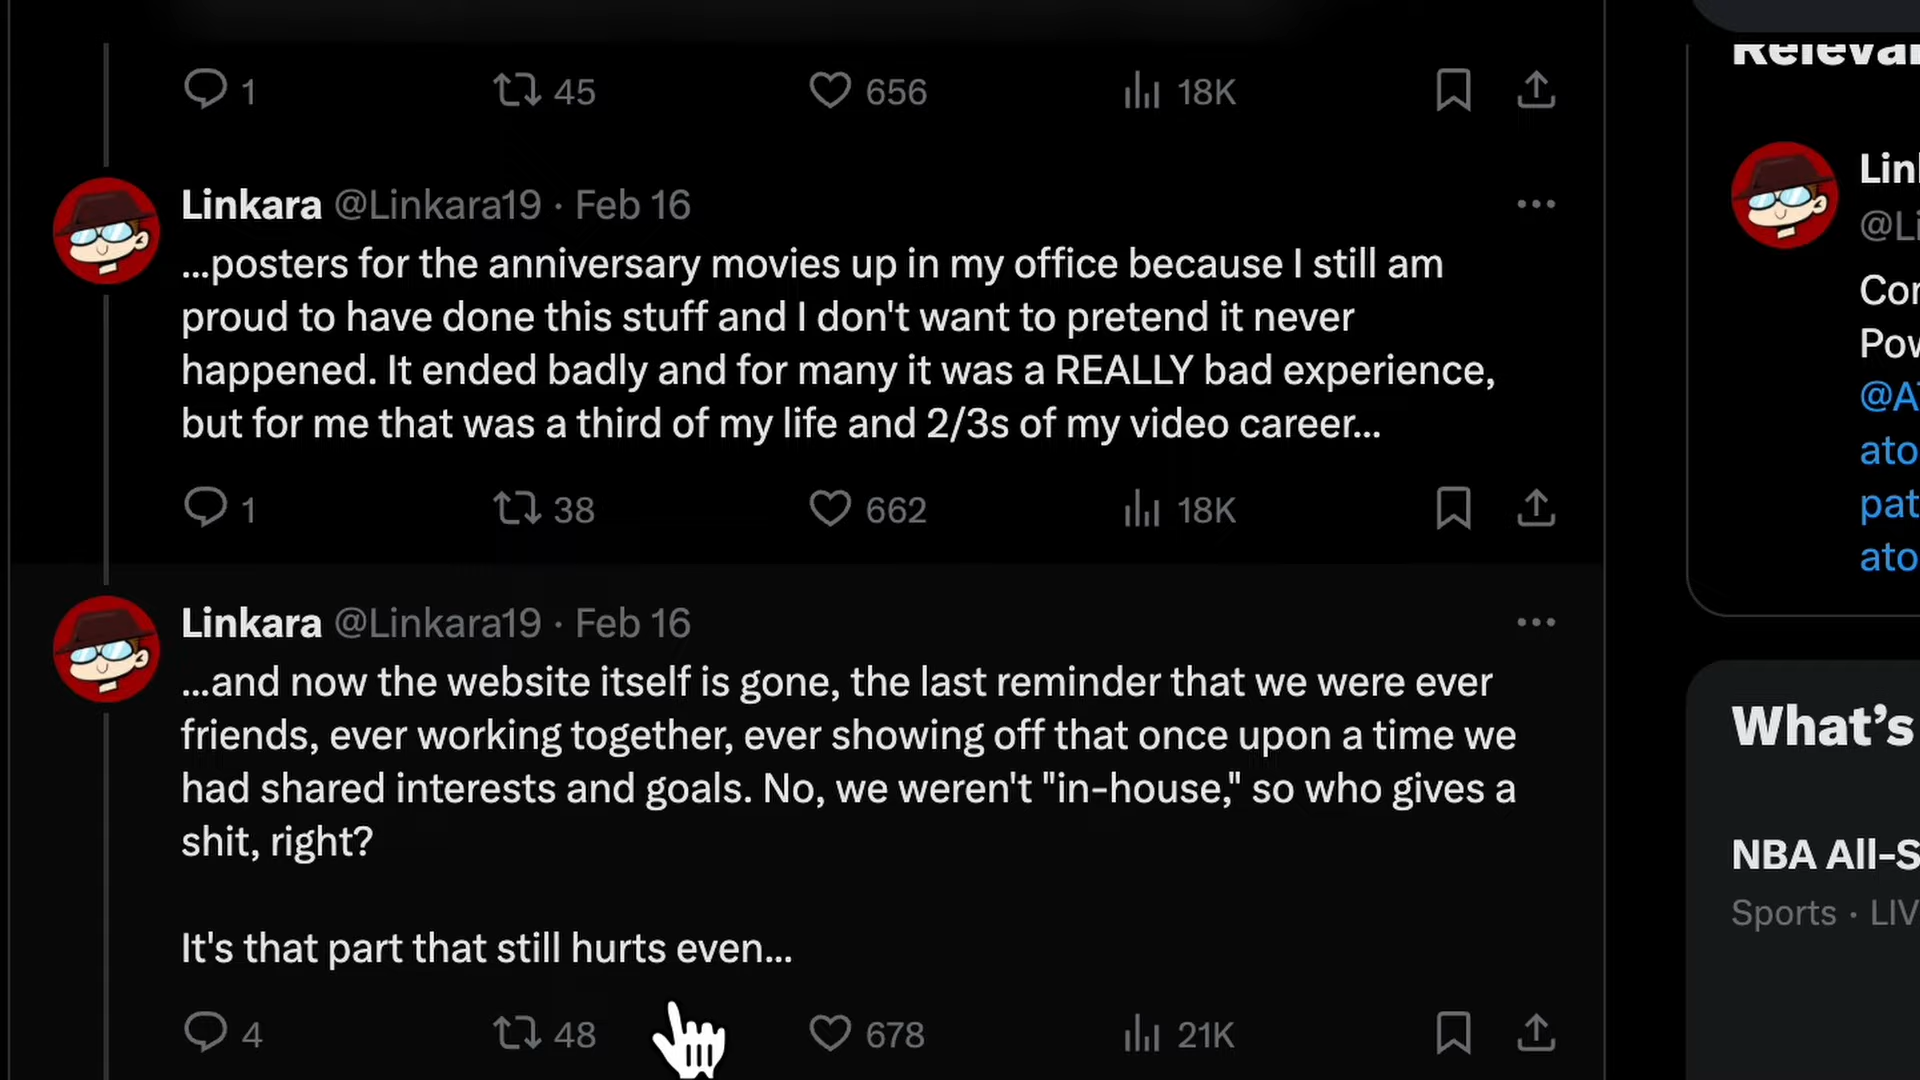 1 45 656 18K
Relevan
Linkara @Linkara19 · Feb 16
...posters for the anniversary movies up in my office because I still am
proud to have done this stuff and I don't want to pretend it never
happened. It ended badly and for many it was a REALLY bad experience,
but for me that was a third of my life and 2/3s of my video career...
1 38 662 18K
Linkara @Linkara19 · Feb 16
...and now the website itself is gone, the last reminder that we were ever
friends, ever working together, ever showing off that once upon a time we
had shared interests and goals. No, we weren't "in-house," so who gives a
shit, right?
It's that part that still hurts even...
4 48 678 21K
Lin
@Li
Con
Pow
@A
ato
pat
ato
What's
NBA All-S
Sports · LIV